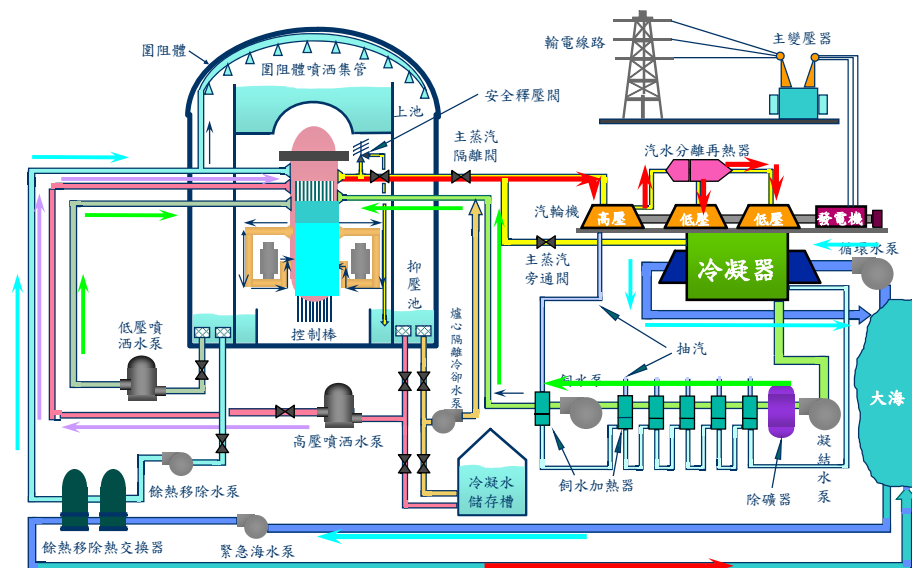 圍阻體
圍阻體噴洒集管
上池
安全釋壓閥
主蒸汽
隔離閥
輸電線路
主變壓器
汽水分離再熱器
汽輪機
高壓
低壓
低壓
發電機
主蒸汽
旁通閥
冷凝器
循環水泵
抑壓池
爐心隔離冷卻水泵
控制棒
低壓噴
洒水泵
抽汽
大海
飼水泵
高壓噴洒水泵
飼水加熱器
除礦器
凝結水泵
冷凝水
儲存槽
餘熱移除水泵
餘熱移除熱交換器
緊急海水泵